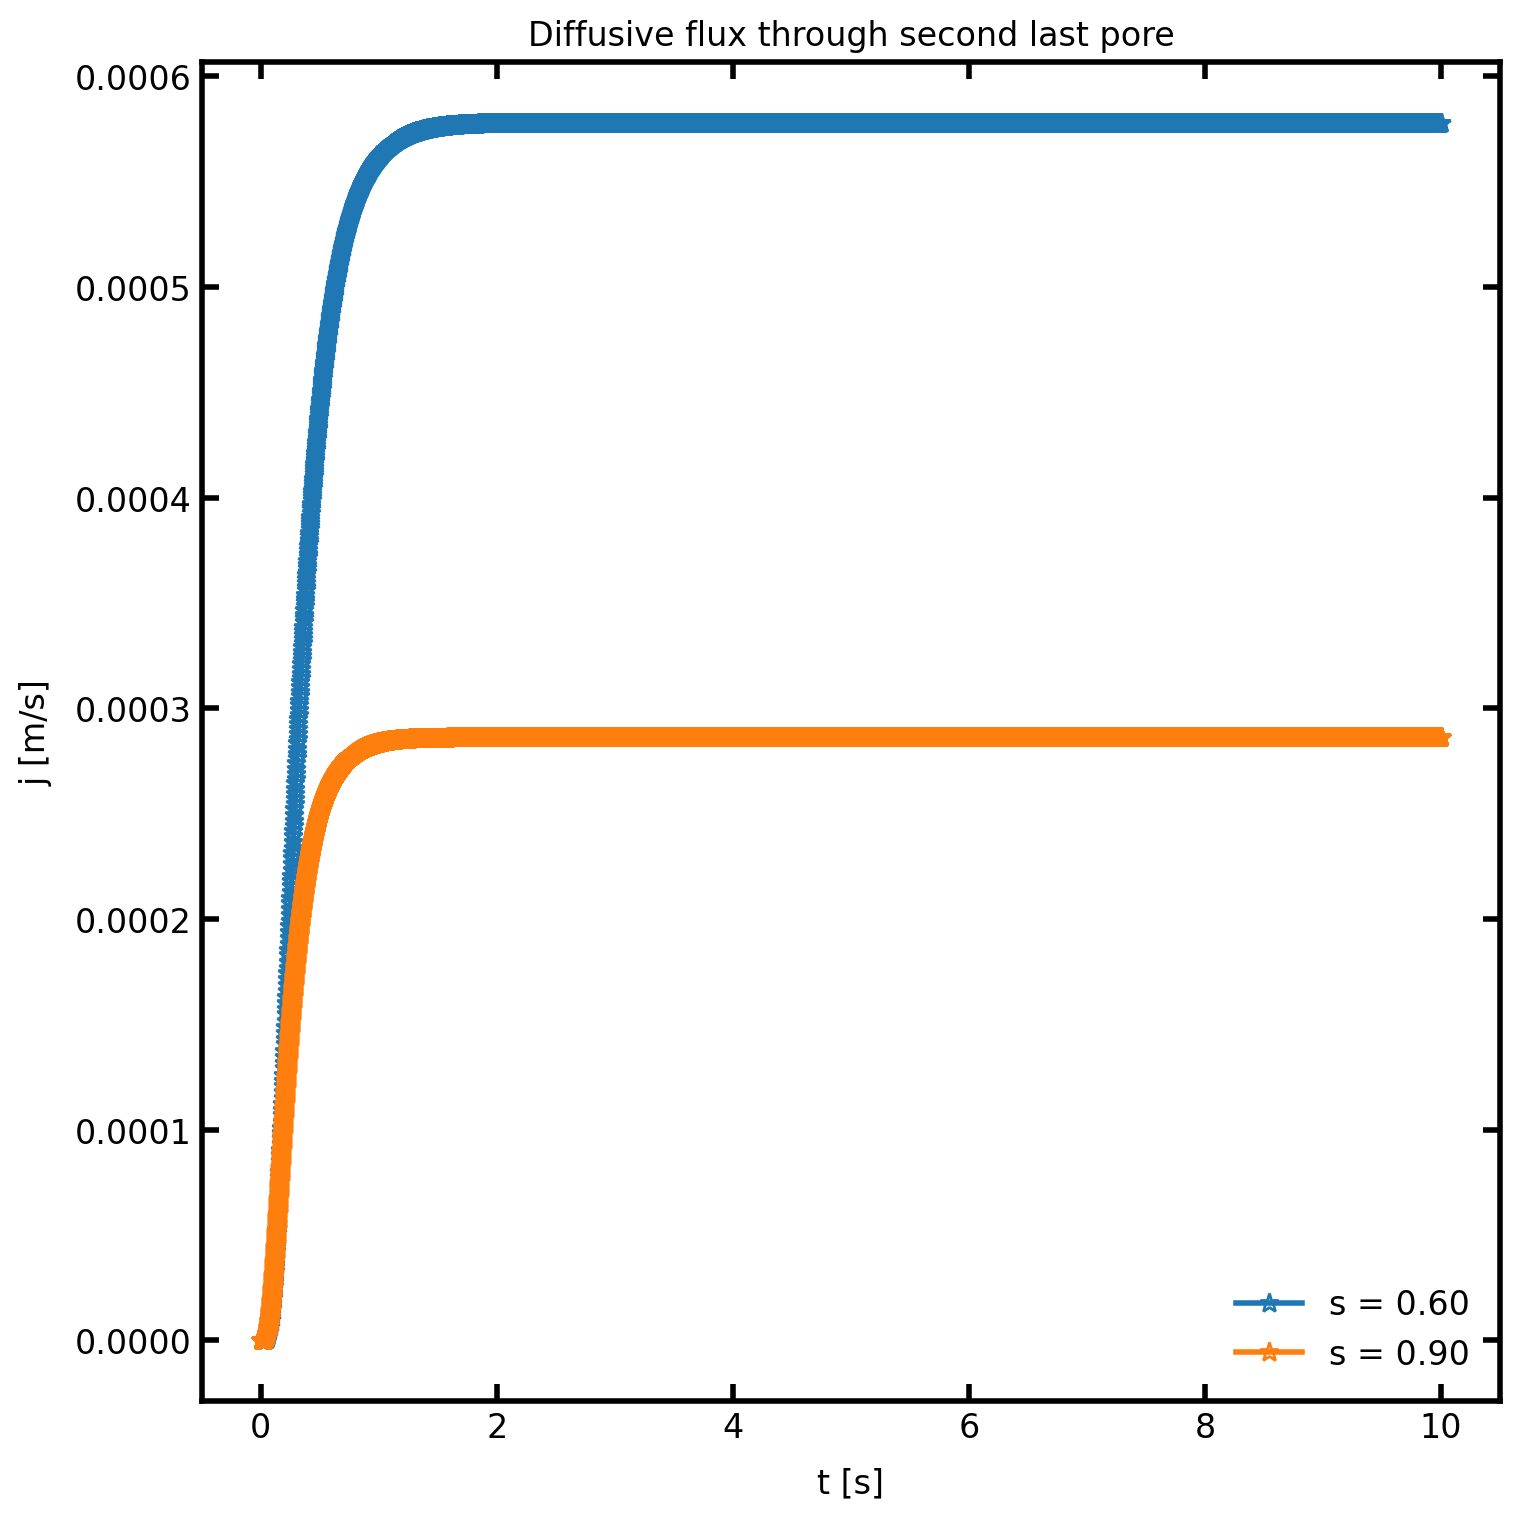 Diffusive flux through second last pore
0.0006
0.0005
0.0004
0.0003
0.0002
0.0001
0.0000
j [m/s]
0 2 4 6 8 10
t [s]
s = 0.60
s = 0.90